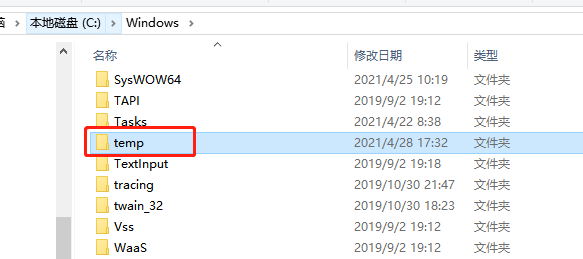 脑 > 本地磁盘 (C:) > Windows >
名称 修改日期 类型
SysWOW64 2021/4/25 10:19 文件夹
TAPI 2019/9/2 19:12 文件夹
Tasks 2021/4/22 8:38 文件夹
temp 2021/4/28 17:32 文件夹
TextInput 2019/9/2 19:18 文件夹
tracing 2019/10/30 21:47 文件夹
twain_32 2019/10/30 18:23 文件夹
Vss 2019/9/2 19:12 文件夹
WaaS 2019/9/2 19:12 文件夹